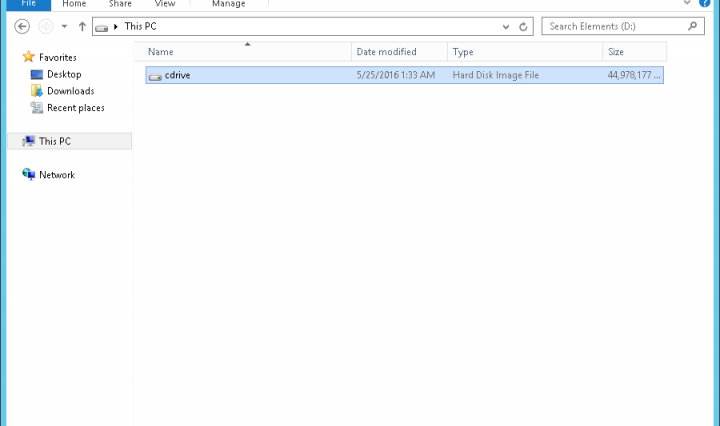 File Home Share View Manage
This PC Search Elements (D:)
Name Date modified Type Size
cdrive 5/25/2016 1:33 AM Hard Disk Image File 44,978,177 ...
Favorites
Desktop
Downloads
Recent places
This PC
Network